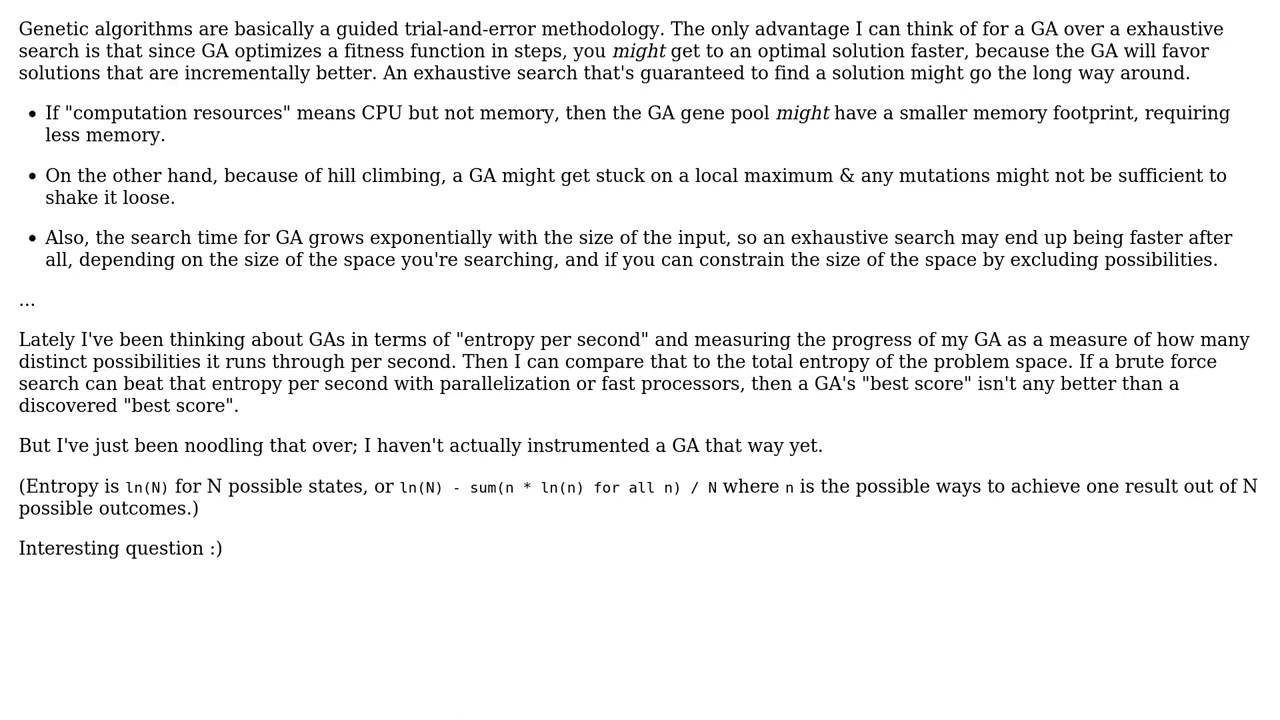 Genetic algorithms are basically a guided trial-and-error methodology. The only advantage I can think of for a GA over a exhaustive
search is that since GA optimizes a fitness function in steps, you might get to an optimal solution faster, because the GA will favor
solutions that are incrementally better. An exhaustive search that's guaranteed to find a solution might go the long way around.
• If "computation resources" means CPU but not memory, then the GA gene pool might have a smaller memory footprint, requiring
less memory.
• On the other hand, because of hill climbing, a GA might get stuck on a local maximum & any mutations might not be sufficient to
shake it loose.
• Also, the search time for GA grows exponentially with the size of the input, so an exhaustive search may end up being faster after
all, depending on the size of the space you're searching, and if you can constrain the size of the space by excluding possibilities.
...
Lately I've been thinking about GAs in terms of "entropy per second" and measuring the progress of my GA as a measure of how many
distinct possibilities it runs through per second. Then I can compare that to the total entropy of the problem space. If a brute force
search can beat that entropy per second with parallelization or fast processors, then a GA's "best score" isn't any better than a
discovered "best score".
But I've just been noodling that over; I haven't actually instrumented a GA that way yet.
(Entropy is ln(N) for N possible states, or ln(N) - sum(n * ln(n) for all n) / N where n is the possible ways to achieve one result out of N
possible outcomes.)
Interesting question :)